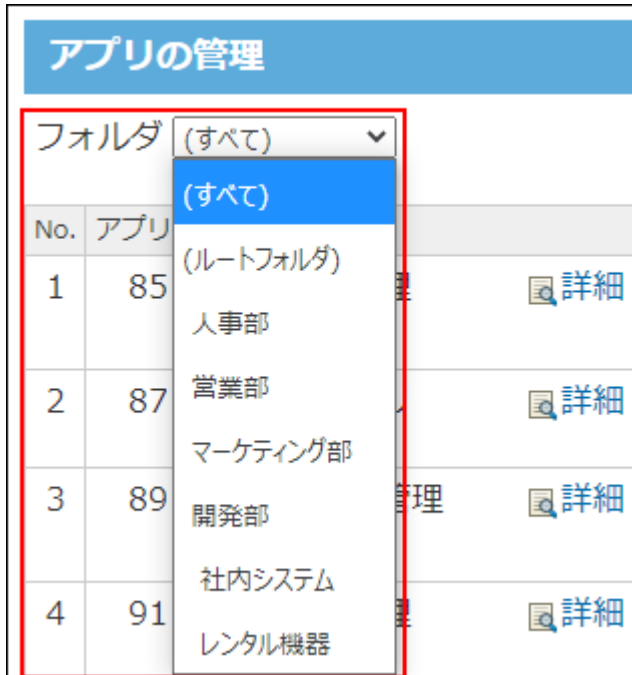 アプリの管理
フォルダ (すべて)
(すべて)
No. アプリ
(ルートフォルダ)
1 85 理 詳細
人事部
営業部
2 87 詳細
マーケティング部
3 89 管理 詳細
開発部
社内システム
4 91 理 詳細
レンタル機器